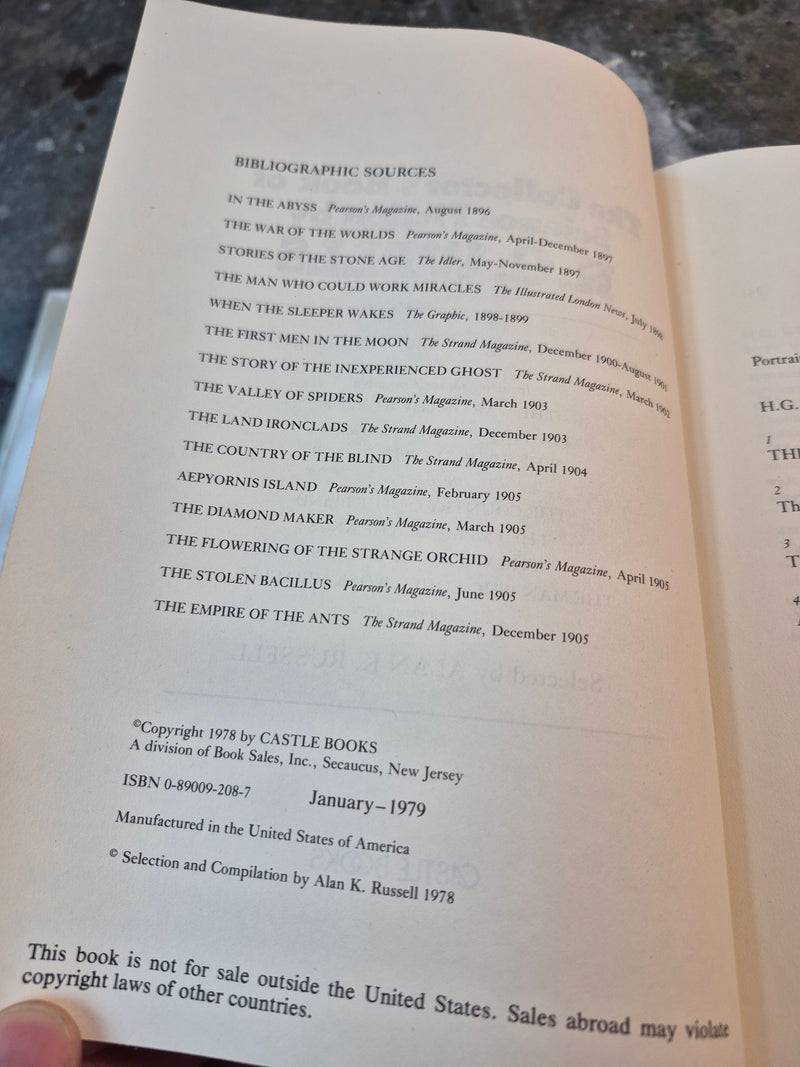 BIBLIOGRAPHIC SOURCES
IN THE ABYSS Pearson's Magazine, August 1896
THE WAR OF THE WORLDS Pearson's Magazine, April-December 1897
STORIES OF THE STONE AGE The Idler, May-November 1897
THE MAN WHO COULD WORK MIRACLES The Illustrated London News, July 1898
WHEN THE SLEEPER WAKES The Graphic, 1898-1899
THE FIRST MEN IN THE MOON The Strand Magazine, December 1900-August 1901
THE STORY OF THE INEXPERIENCED GHOST The Strand Magazine, March 1902
THE VALLEY OF SPIDERS Pearson's Magazine, March 1903
THE LAND IRONCLADS The Strand Magazine, December 1903
THE COUNTRY OF THE BLIND The Strand Magazine, April 1904
AEPYORNIS ISLAND Pearson's Magazine, February 1905
THE DIAMOND MAKER Pearson's Magazine, March 1905
THE FLOWERING OF THE STRANGE ORCHID Pearson's Magazine, April 1905
THE STOLEN BACILLUS Pearson's Magazine, June 1905
THE EMPIRE OF THE ANTS The Strand Magazine, December 1905
©Copyright 1978 by CASTLE BOOKS
A division of Book Sales, Inc., Secaucus, New Jersey
ISBN 0-89009-208-7 January–1979
Manufactured in the United States of America
© Selection and Compilation by Alan K. Russell 1978
This book is not for sale outside the United States. Sales abroad may violate
copyright laws of other countries.
H.G.
1
2
3
4